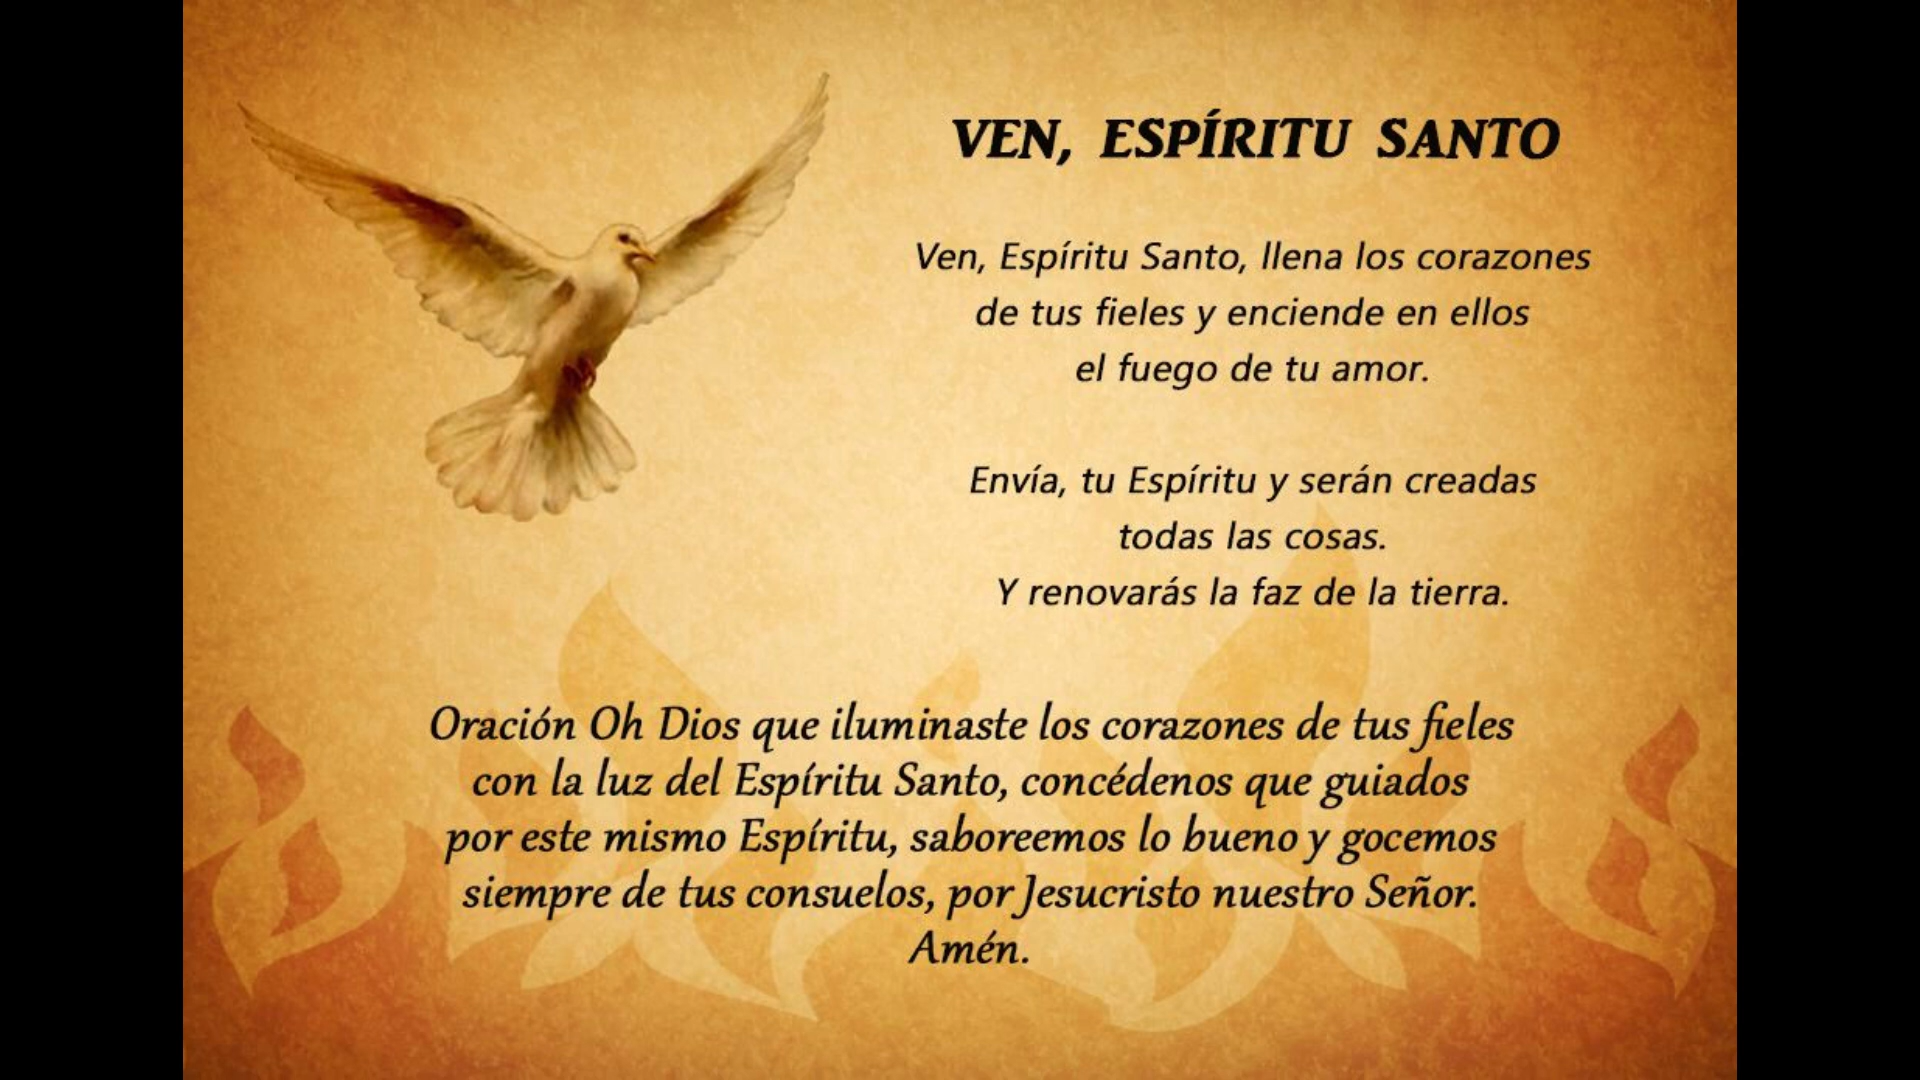 VEN, ESPÍRITU SANTO
Ven, Espíritu Santo, llena los corazones
de tus fieles y enciende en ellos
el fuego de tu amor.
Envía, tu Espíritu y serán creadas
todas las cosas.
Y renovarás la faz de la tierra.
Oración Oh Dios que iluminaste los corazones de tus fieles
con la luz del Espíritu Santo, concédenos que guiados
por este mismo Espíritu, saboreemos lo bueno y gocemos
siempre de tus consuelos, por Jesucristo nuestro Señor.
Amén.